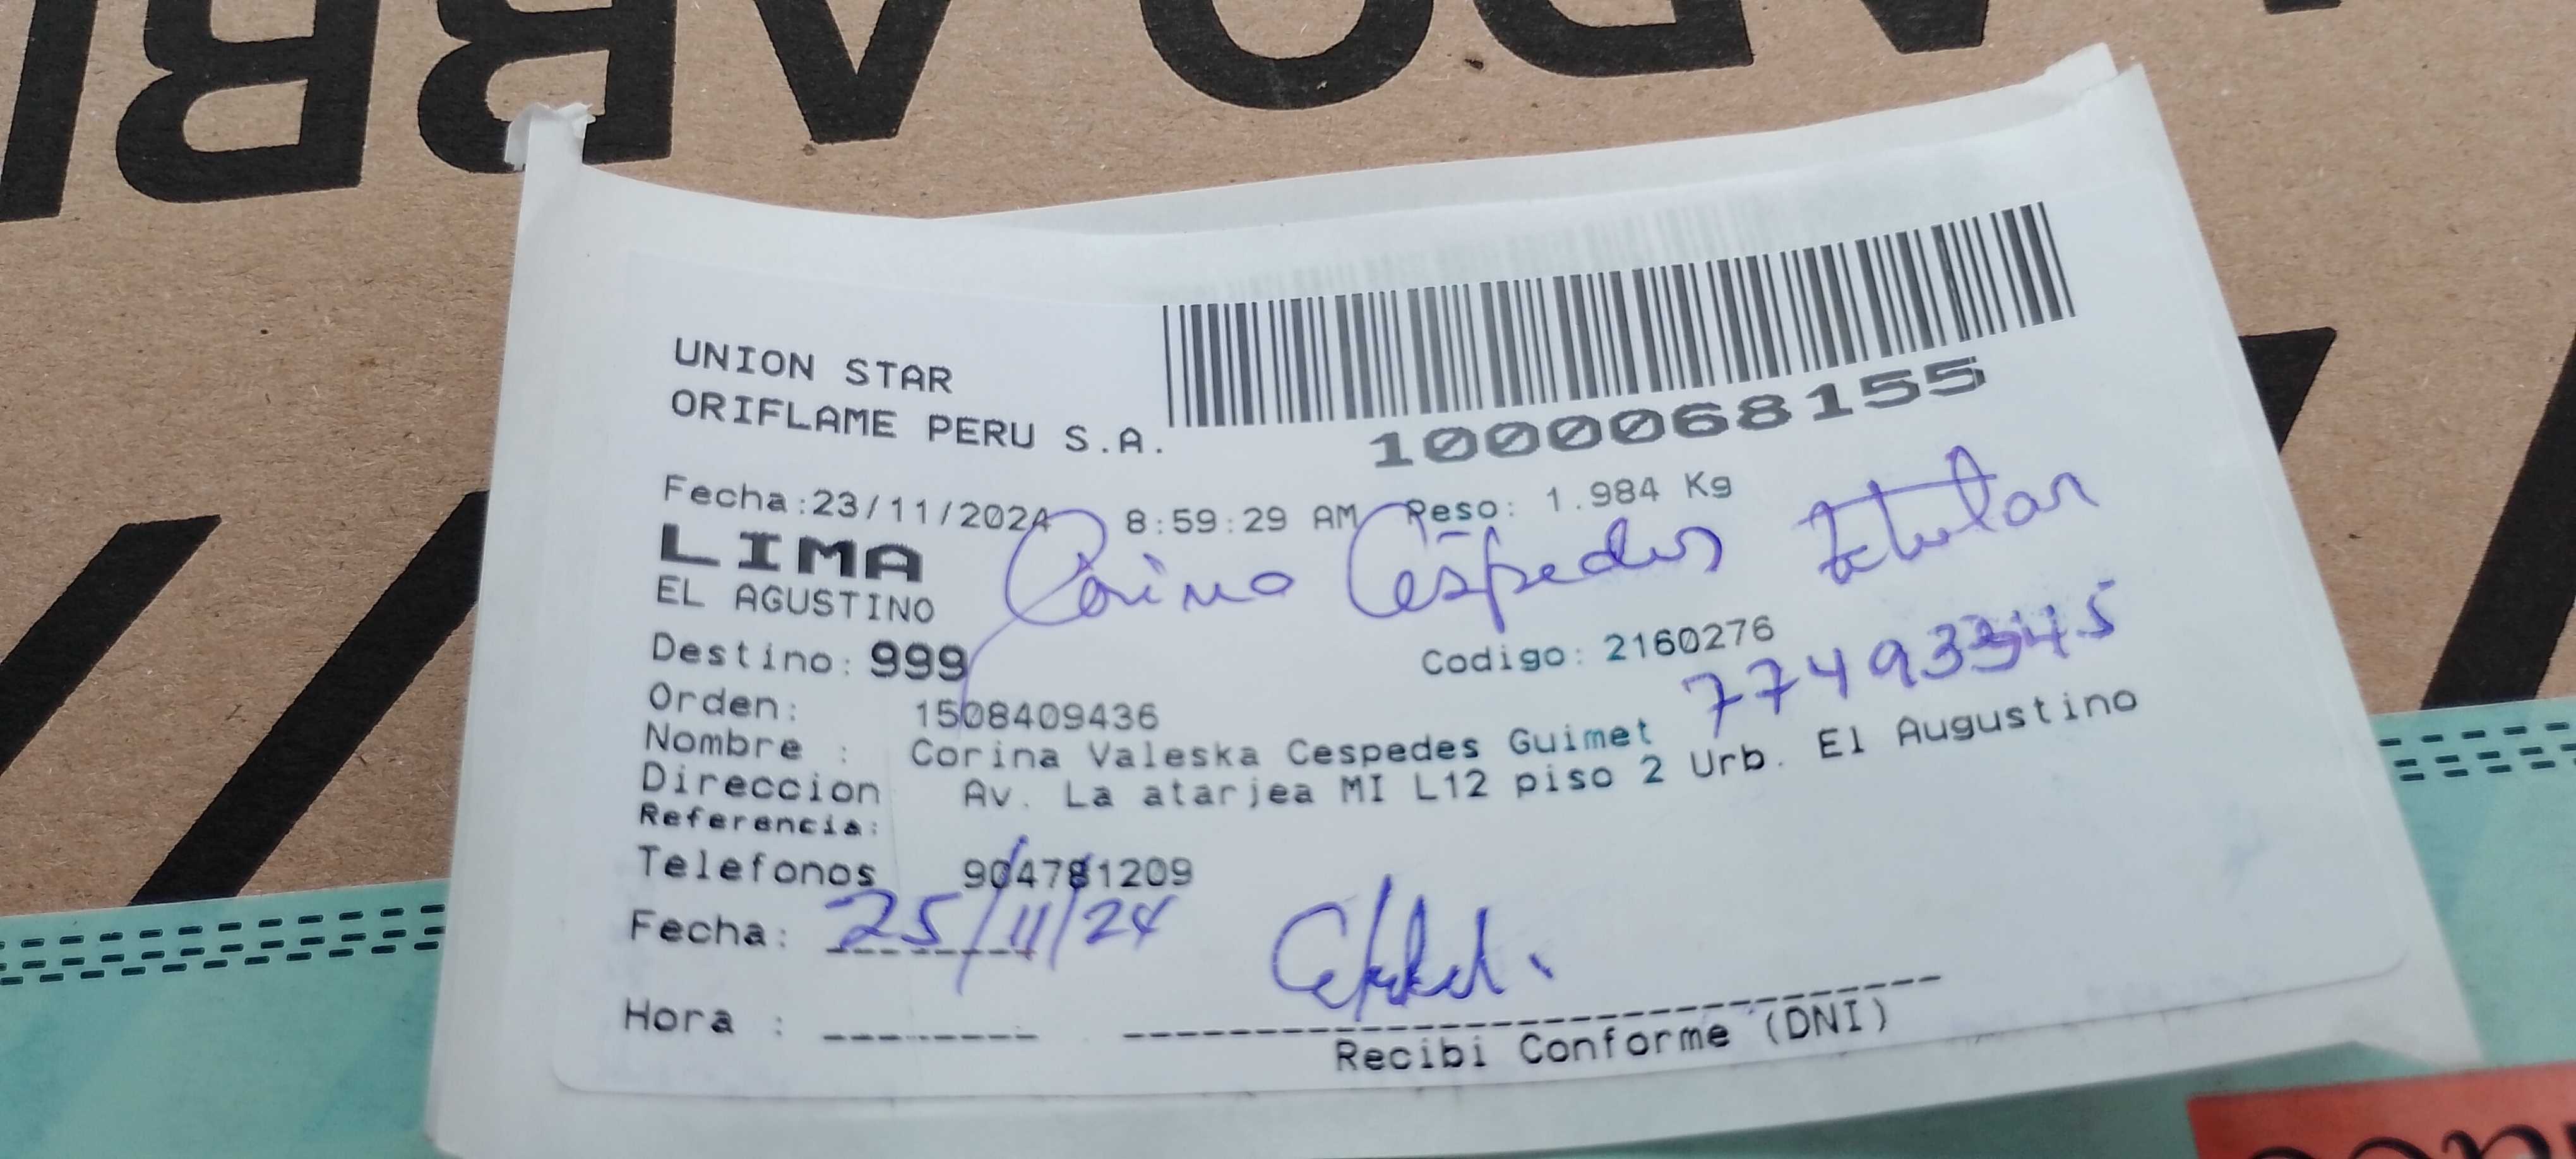 UNION STAR
ORIFLAME PERU S.A.
1000068155
Fecha:23/11/2024 8:59:29 AM Peso: 1.984 Kg
LIMA
EL AGUSTINO
Corina Cespedes titular
Destino: 999 Codigo: 2160276
Orden: 1508409436
Nombre : Corina Valeska Cespedes Guimet
Direccion Av. La atarjea MI L12 piso 2 Urb. El Augustino
Referencia:
Telefonos 904781209
Fecha: 25/11/24
Hora :
Recibi Conforme (DNI)